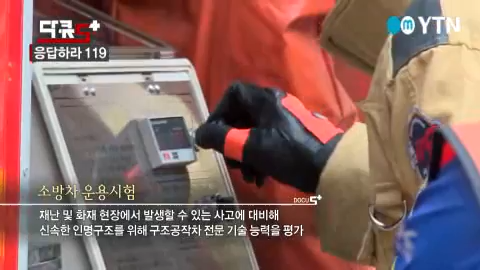 다큐S+
응답하라 119
YTN
소방차 운용시험
DOCU S+
재난 및 화재 현장에서 발생할 수 있는 사고에 대비해
신속한 인명구조를 위해 구조공작차 전문 기술 능력을 평가